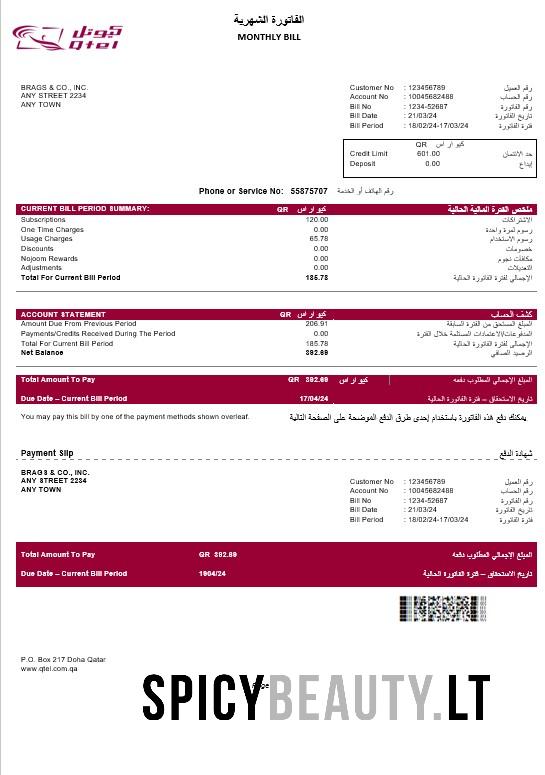 الفاتورة الشهرية
MONTHLY BILL
كيوتل
Qtel
BRAGS & CO., INC.
ANY STREET 2234
ANY TOWN
Customer No : 123456789 رقم العميل
Account No : 10045682488 رقم الحساب
Bill No : 1234-52687 رقم الفاتورة
Bill Date : 21/03/24 تاريخ الفاتورة
Bill Period : 18/02/24-17/03/24 فترة الفاتورة
QR كيو ار اس
Credit Limit 601.00 حد الائتمان
Deposit 0.00 إيداع
Phone or Service No: 55875707 رقم الهاتف أو الخدمة
CURRENT BILL PERIOD SUMMARY: QR كيو ار اس ملخص الفترة المالية الحالية
Subscriptions 120.00 الاشتراكات
One Time Charges 0.00 رسوم لمرة واحدة
Usage Charges 65.78 رسوم الاستخدام
Discounts 0.00 خصومات
Nojoom Rewards 0.00 مكافآت نجوم
Adjustments 0.00 التعديلات
Total For Current Bill Period 185.78 الإجمالي لفترة الفاتورة الحالية
ACCOUNT STATEMENT QR كيو ار اس كشف الحساب
Amount Due From Previous Period 206.91 المبلغ المستحق من الفترة السابقة
Payments/Credits Received During The Period 0.00 المدفوعات/الاعتمادات المستلمة خلال الفترة
Total For Current Bill Period 185.78 الإجمالي لفترة الفاتورة الحالية
Net Balance 392.69 الرصيد الصافي
Total Amount To Pay QR 392.69 كيو ار اس المبلغ الإجمالي المطلوب دفعه
Due Date – Current Bill Period 17/04/24 تاريخ الاستحقاق – فترة الفاتورة الحالية
You may pay this bill by one of the payment methods shown overleaf. يمكنك دفع هذه الفاتورة باستخدام إحدى طرق الدفع الموضحة على الصفحة التالية
Payment Slip شهادة الدفع
BRAGS & CO., INC.
ANY STREET 2234
ANY TOWN
Customer No : 123456789 رقم العميل
Account No : 10045682488 رقم الحساب
Bill No : 1234-52687 رقم الفاتورة
Bill Date : 21/03/24 تاريخ الفاتورة
Bill Period : 18/02/24-17/03/24 فترة الفاتورة
Total Amount To Pay QR 392.69 المبلغ الإجمالي المطلوب دفعه
Due Date – Current Bill Period 1904/24 تاريخ الاستحقاق – فترة الفاتورة الحالية
P.O. Box 217 Doha Qatar
www.qtel.com.qa
SPICYBEAUTY.LT